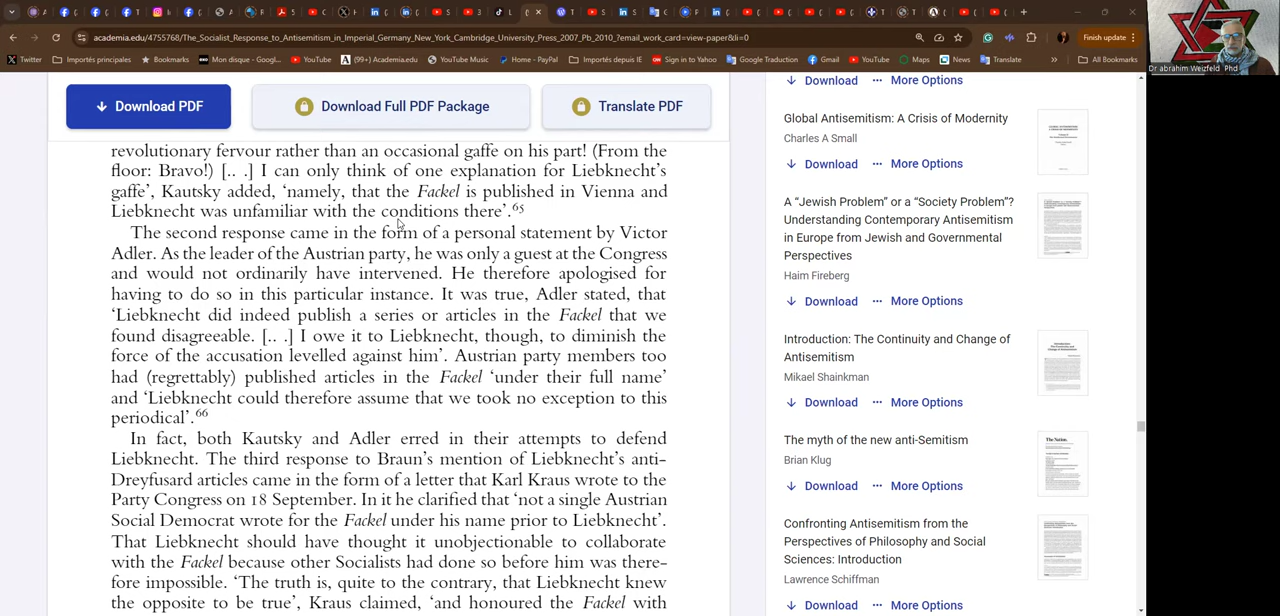 Finish update
academia.edu/4755768/The_Socialist_Response_to_Antisemitism_in_Imperial_Germany_New_York_Cambridge_University_Press_2007_Pb_2010_?email_work_card=view-paper&li=0
Twitter Importés principales Bookmarks Mon disque - Googl... YouTube (99+) Academia.edu YouTube Music Home - PayPal Importés depuis IE Sign in to Yahoo Google Traduction Facebook Gmail YouTube Maps News Translate All Bookmarks
Dr abrahim Weizfeld Phd
Download PDF
Download Full PDF Package
Translate PDF
revolutionary fervour rather than an occasional gaffe on his part! (From the
floor: Bravo!) [.. .] I can only think of one explanation for Liebknecht's
gaffe', Kautsky added, 'namely, that the Fackel is published in Vienna and
Liebknecht was unfamiliar with the conditions there'.65
The second response came in the form of a personal statement by Victor
Adler. As the leader of the Austrian party, he was only a guest at the Congress
and would not ordinarily have intervened. He therefore apologised for
having to do so in this particular instance. It was true, Adler stated, that
'Liebknecht did indeed publish a series or articles in the Fackel that we
found disagreeable. [.. .] I owe it to Liebknecht, though, to diminish the
force of the accusation levelled against him'. Austrian party members too
had (regrettably) published articles in the Fackel 'under their full name'
and 'Liebknecht could therefore assume that we took no exception to this
periodical'.66
In fact, both Kautsky and Adler erred in their attempts to defend
Liebknecht. The third response to Braun's mention of Liebknecht's anti-
Dreyfusard articles came in the form of a letter that Karl Kraus wrote to the
Party Congress on 18 September. In it he clarified that 'not a single Austrian
Social Democrat wrote for the Fackel under his name prior to Liebknecht'.
That Liebknecht should have thought it unobjectionable to collaborate
with the Fackel because other socialists had done so before him was there-
fore impossible. 'The truth is, quite to the contrary, that Liebknecht knew
the opposite to be true', Kraus claimed, 'and honoured the Fackel with
Download More Options
Global Antisemitism: A Crisis of Modernity
Charles A Small
Download More Options
A “Jewish Problem” or a “Society Problem”?
Understanding Contemporary Antisemitism
in Europe from Jewish and Governmental
Perspectives
Haim Fireberg
Download More Options
Introduction: The Continuity and Change of
Antisemitism
Mikael Shainkman
Download More Options
The myth of the new anti-Semitism
Brian Klug
The Nation.
Download More Options
Confronting Antisemitism from the
Perspectives of Philosophy and Social
Sciences: Introduction
Lawrence Schiffman
Download More Options